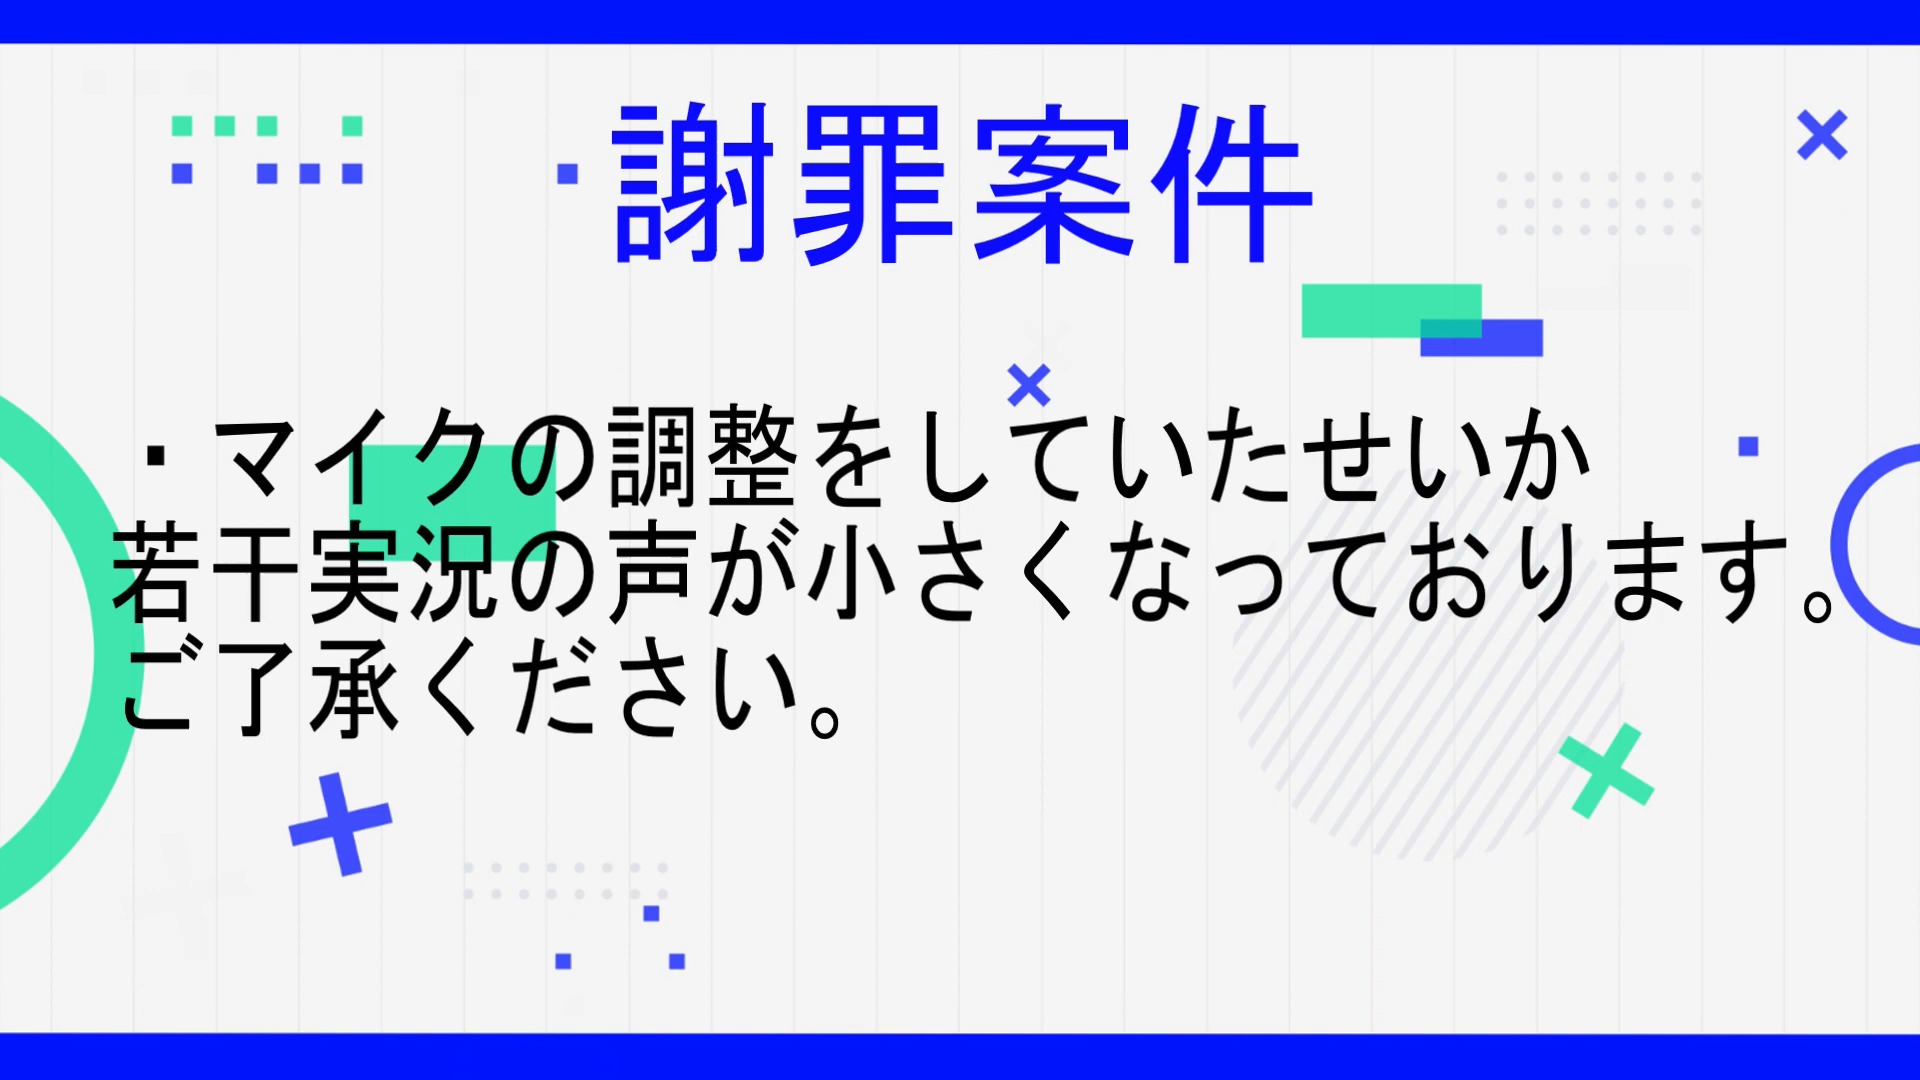 謝罪案件
・マイクの調整をしていたせいか
若干実況の声が小さくなっております。
ご了承ください。